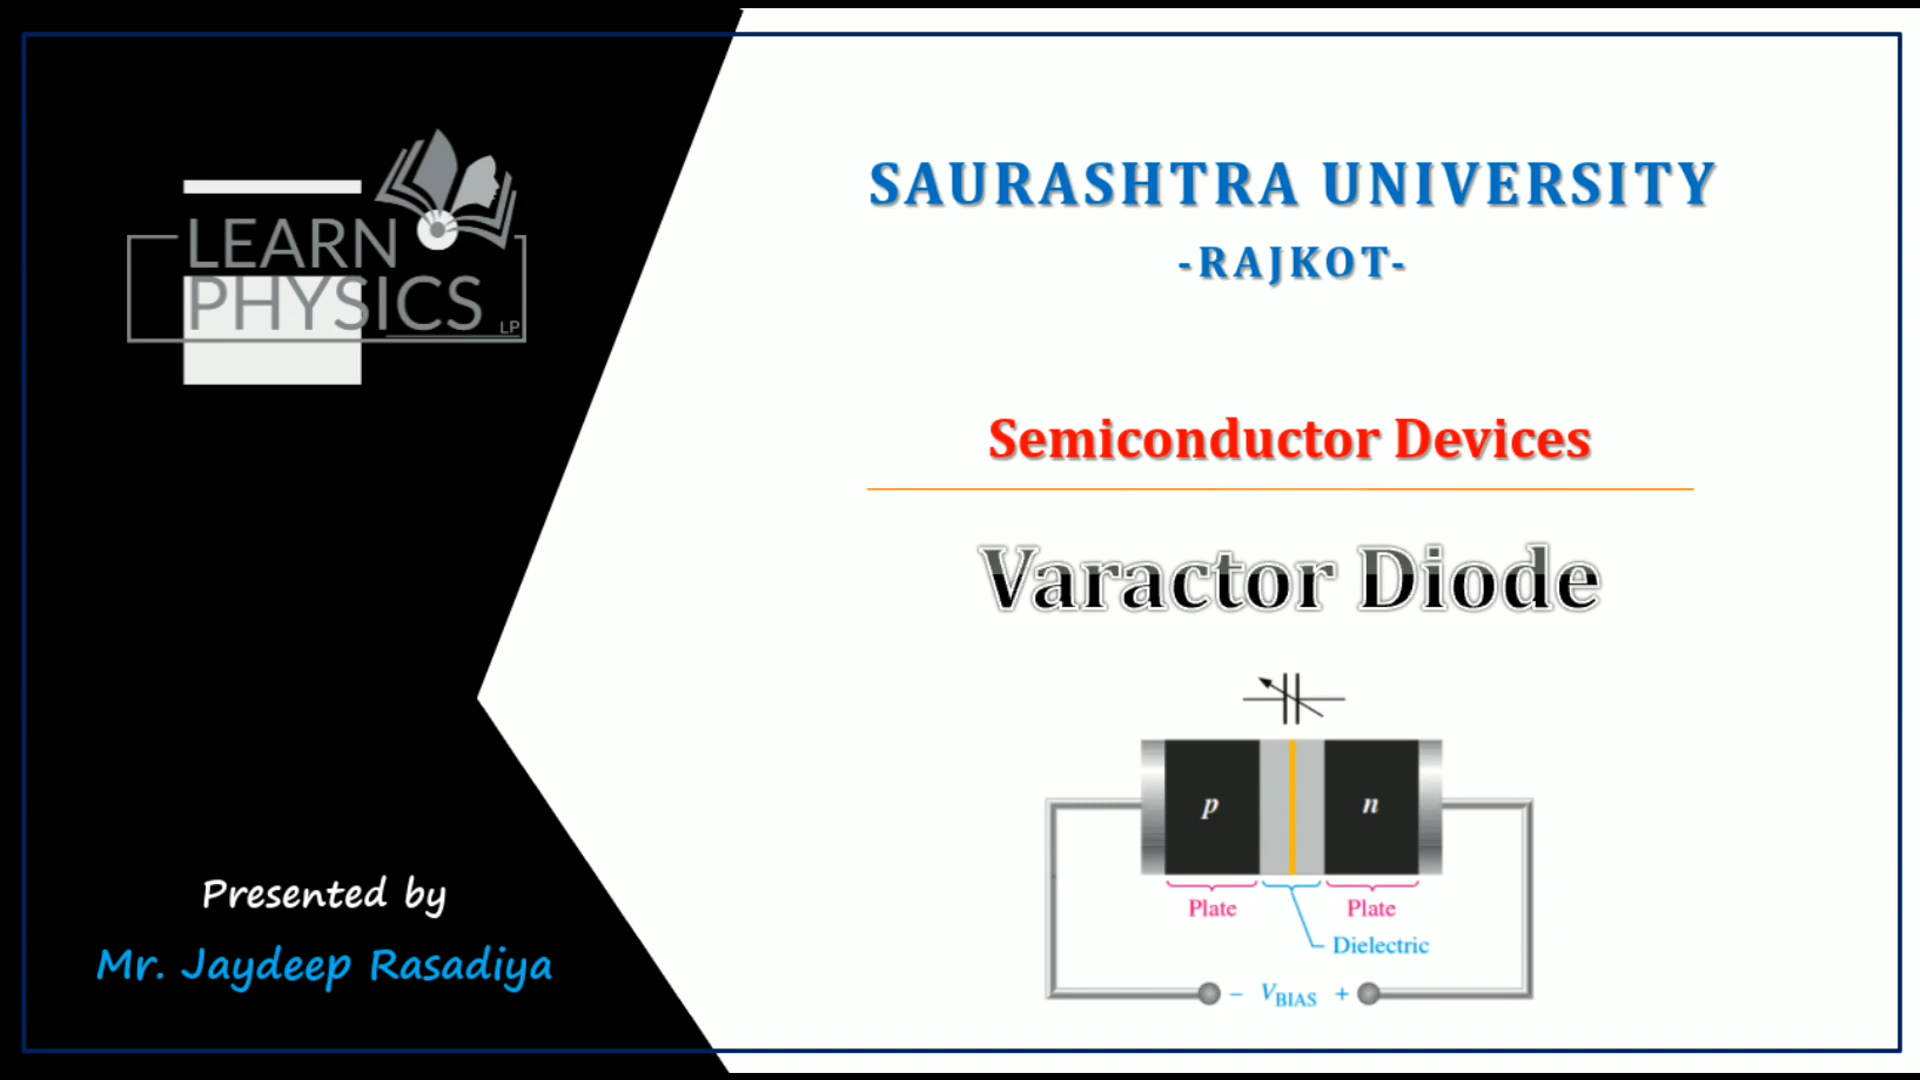 LEARN
PHYSICS
LP
SAURASHTRA UNIVERSITY
-RAJKOT-
Semiconductor Devices
Varactor Diode
p
n
Plate
Plate
Dielectric
– VBIAS +
Presented by
Mr. Jaydeep Rasadiya